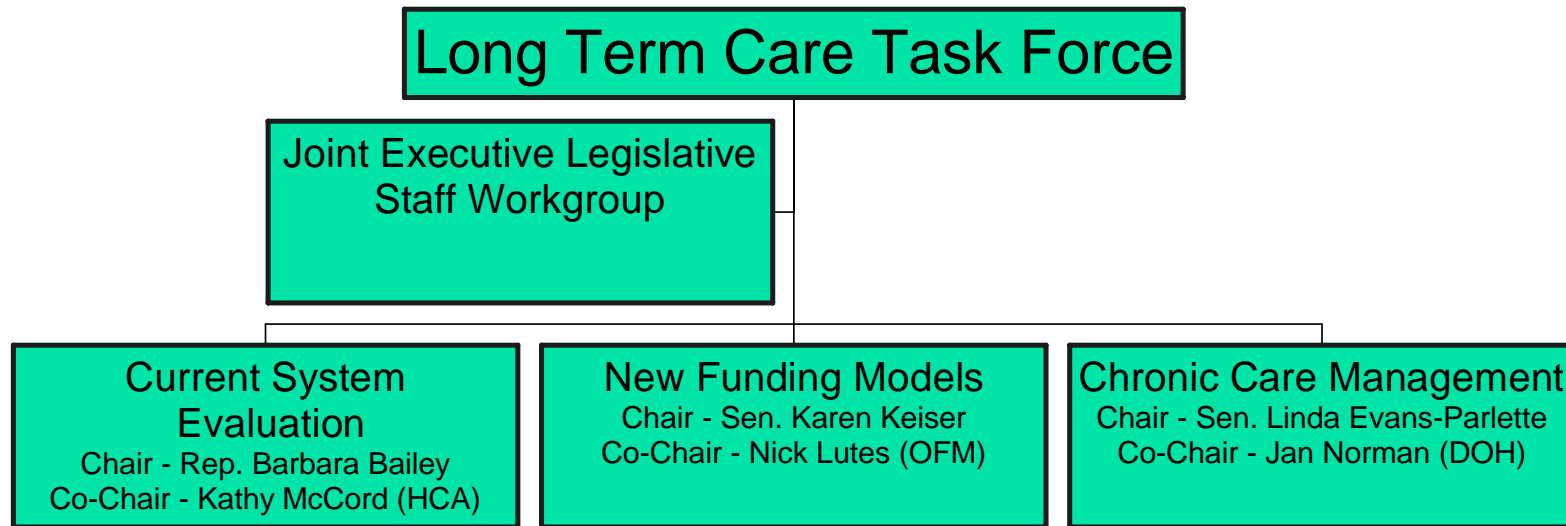 Long Term Care Task Force
Joint Executive Legislative
Staff Workgroup
Current System
Evaluation
Chair - Rep. Barbara Bailey
Co-Chair - Kathy McCord (HCA)
New Funding Models
Chair - Sen. Karen Keiser
Co-Chair - Nick Lutes (OFM)
Chronic Care Management
Chair - Sen. Linda Evans-Parlette
Co-Chair - Jan Norman (DOH)